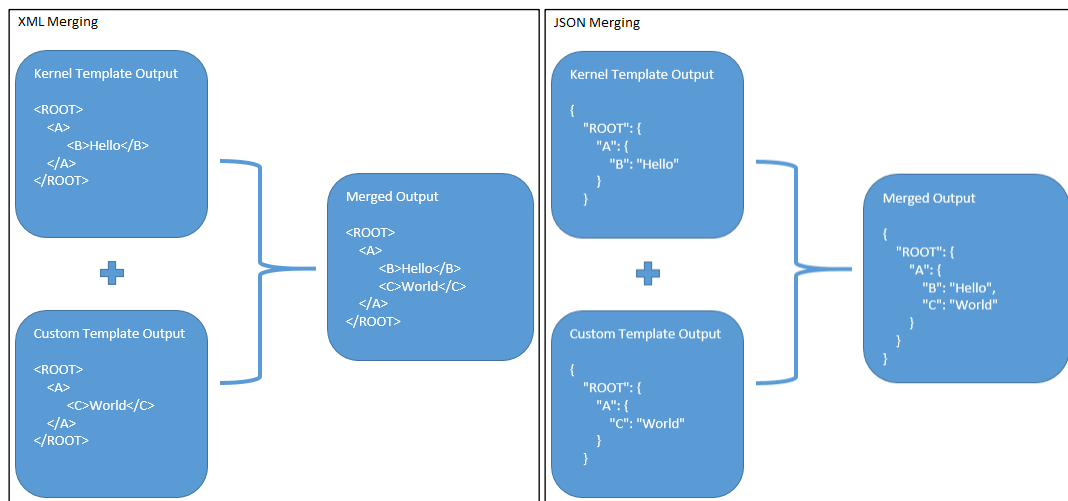 XML Merging
Kernel Template Output
<ROOT>
<A>
<B>Hello</B>
</A>
</ROOT>
Custom Template Output
<ROOT>
<A>
<C>World</C>
</A>
</ROOT>
Merged Output
<ROOT>
<A>
<B>Hello</B>
<C>World</C>
</A>
</ROOT>
JSON Merging
Kernel Template Output
{
"ROOT": {
"A": {
"B": "Hello"
}
}
Custom Template Output
{
"ROOT": {
"A": {
"C": "World"
}
}
Merged Output
{
"ROOT": {
"A": {
"B": "Hello",
"C": "World"
}
}
}